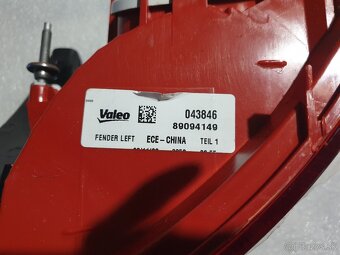 Valeo
043846
89094149
FENDER LEFT ECE-CHINA TEIL 1